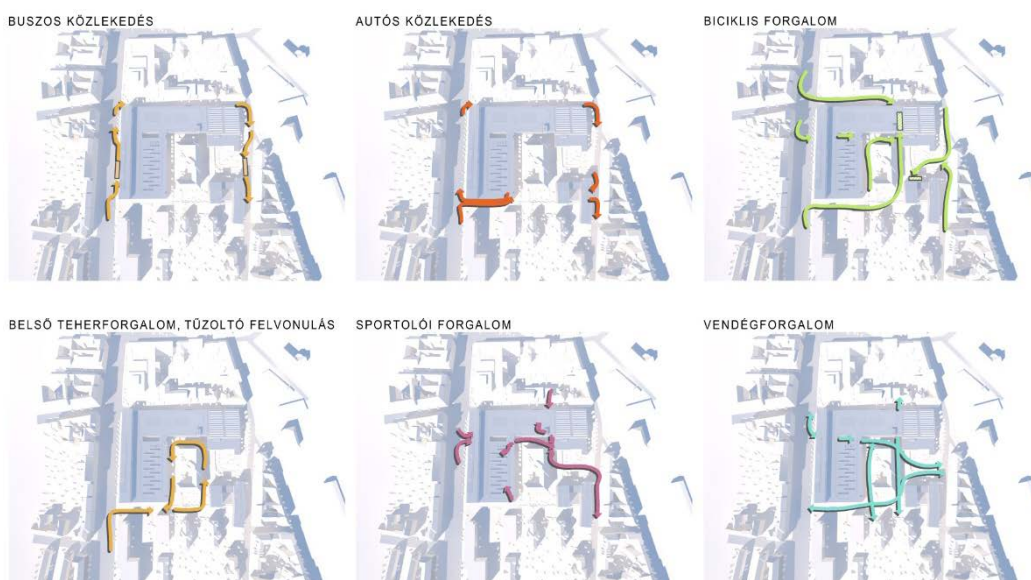 BUSZOS KÖZLEKEDÉS
AUTÓS KÖZLEKEDÉS
BICIKLIS FORGALOM
BELSŐ TEHERFORGALOM, TŰZOLTÓ FELVONULÁS
SPORTOLÓI FORGALOM
VENDÉGFORGALOM